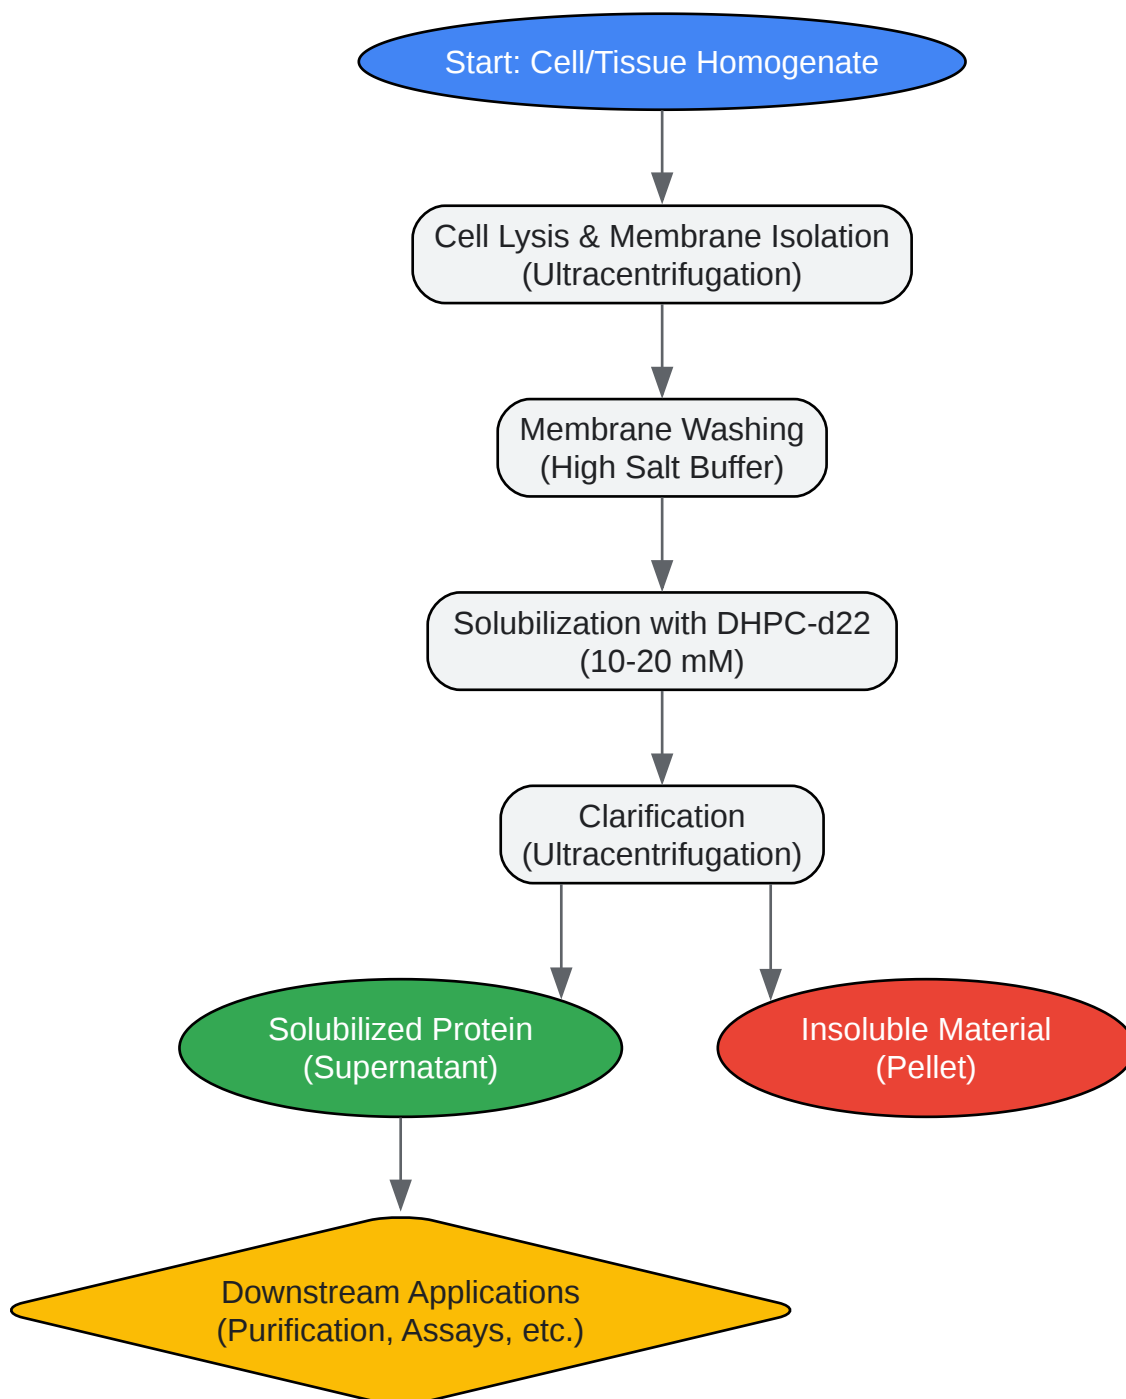 Start: Cell/Tissue Homogenate
Cell Lysis & Membrane Isolation
(Ultracentrifugation)
Membrane Washing
(High Salt Buffer)
Solubilization with DHPC-d22
(10-20 mM)
Clarification
(Ultracentrifugation)
Solubilized Protein
(Supernatant)
Insoluble Material
(Pellet)
Downstream Applications
(Purification, Assays, etc.)